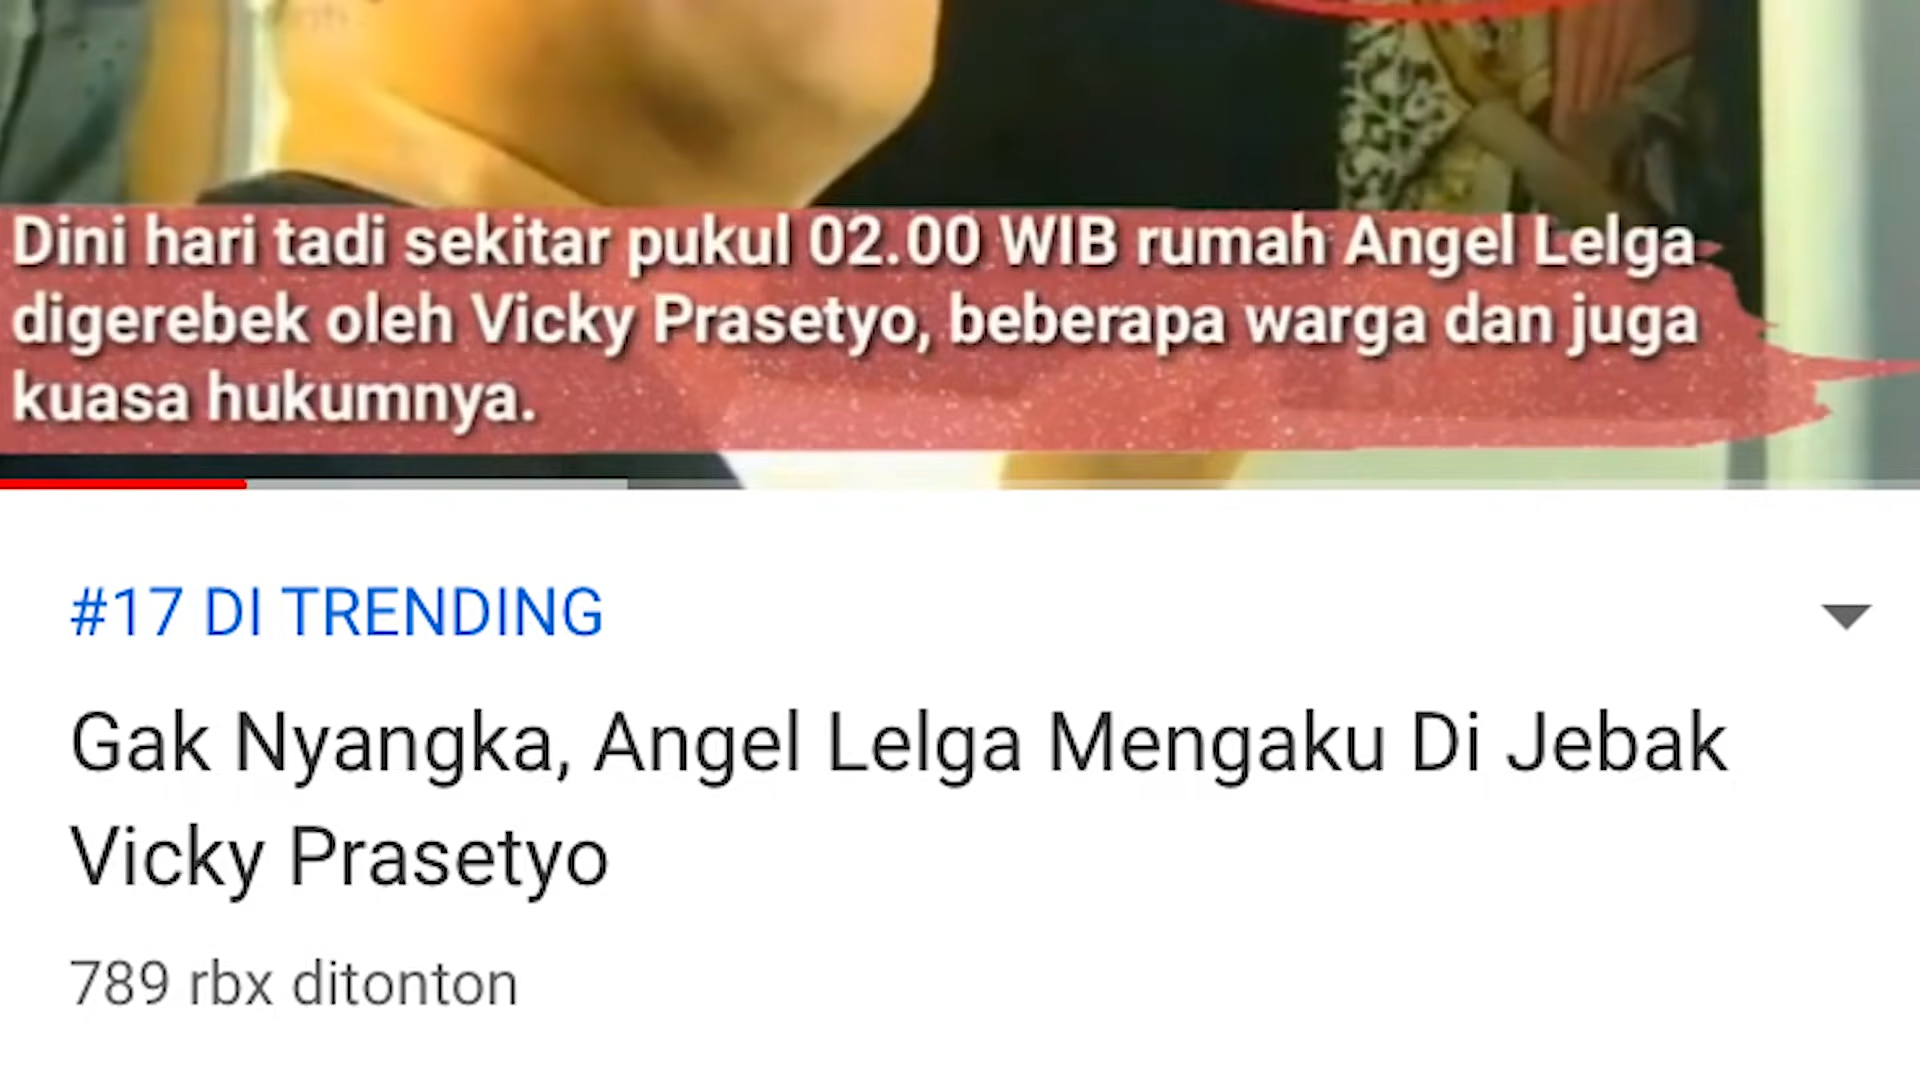 Dini hari tadi sekitar pukul 02.00 WIB rumah Angel Lelga
digerebek oleh Vicky Prasetyo, beberapa warga dan juga
kuasa hukumnya.
#17 DI TRENDING
Gak Nyangka, Angel Lelga Mengaku Di Jebak
Vicky Prasetyo
789 rbx ditonton